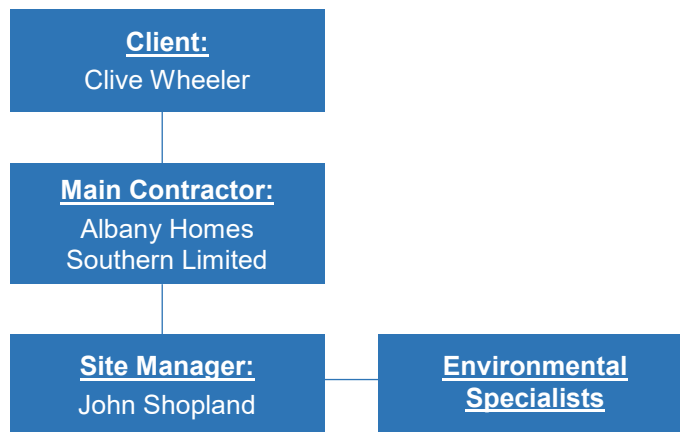 Client:
Clive Wheeler
Main Contractor:
Albany Homes
Southern Limited
Site Manager:
John Shopland
Environmental
Specialists